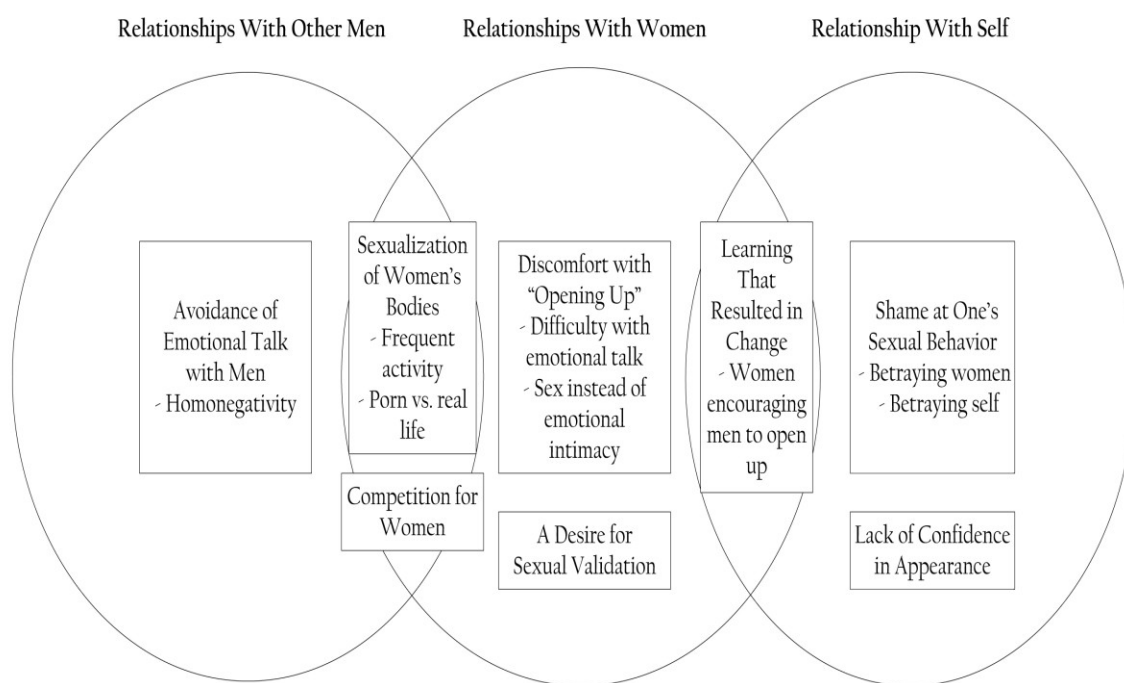 Relationships With Other Men
Relationships With Women
Relationship With Self
Avoidance of
Emotional Talk
with Men
- Homonegativity
Sexualization
of Women's
Bodies
- Frequent
activity
- Porn vs. real
life
Competition for
Women
Discomfort with
“Opening Up”
- Difficulty with
emotional talk
- Sex instead of
emotional
intimacy
A Desire for
Sexual Validation
Learning
That
Resulted in
Change
- Women
encouraging
men to open
up
Shame at One's
Sexual Behavior
- Betraying women
- Betraying self
Lack of Confidence
in Appearance